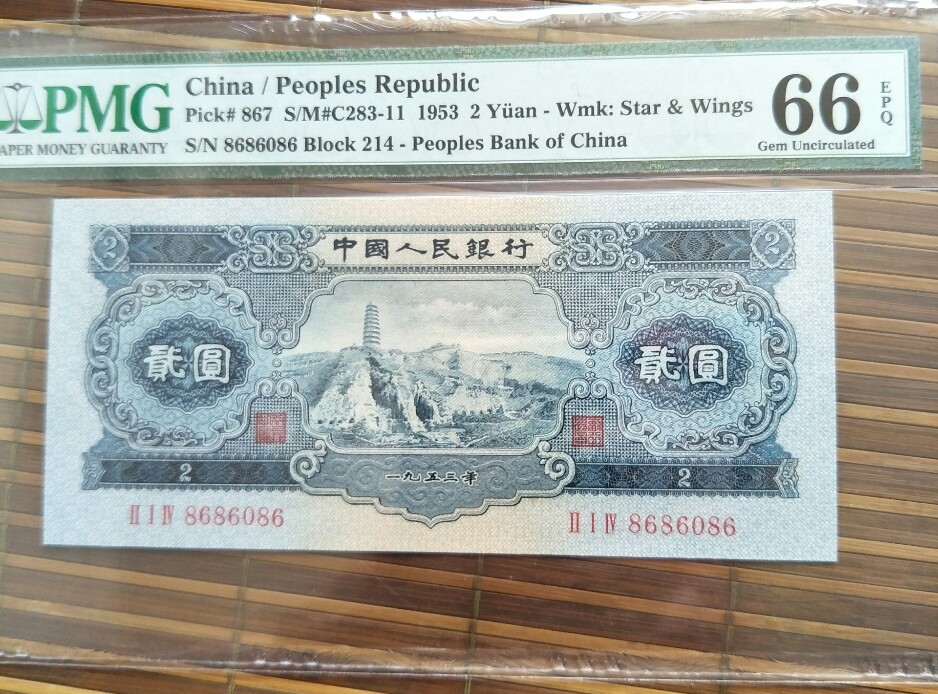 PMG
PAPER MONEY GUARANTY
China / Peoples Republic
Pick# 867 S/M#C283-11 1953 2 Yüan - Wmk: Star & Wings
S/N 8686086 Block 214 - Peoples Bank of China
66
EPQ
Gem Uncirculated
2
中國人民銀行
2
貳圓
貳圓
2
一九五三年
2
II I IV 8686086
II I IV 8686086